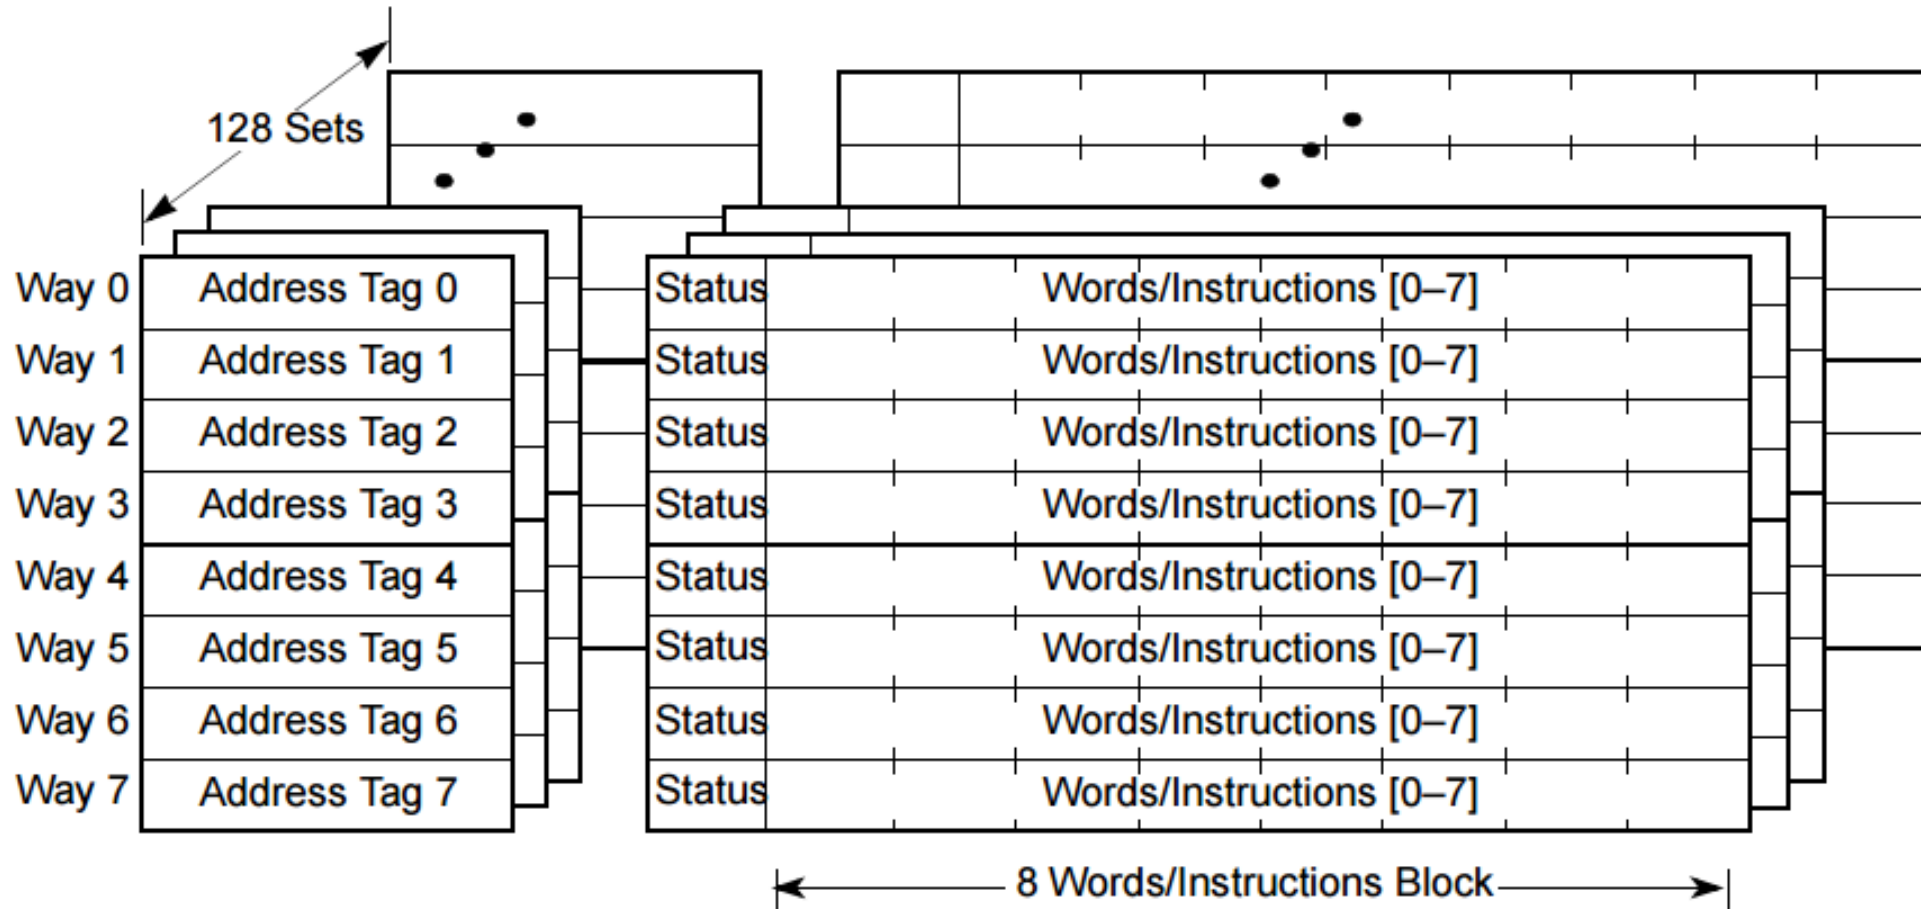 128 Sets
Way 0 Address Tag 0 Status Words/Instructions [0–7]
Way 1 Address Tag 1 Status Words/Instructions [0–7]
Way 2 Address Tag 2 Status Words/Instructions [0–7]
Way 3 Address Tag 3 Status Words/Instructions [0–7]
Way 4 Address Tag 4 Status Words/Instructions [0–7]
Way 5 Address Tag 5 Status Words/Instructions [0–7]
Way 6 Address Tag 6 Status Words/Instructions [0–7]
Way 7 Address Tag 7 Status Words/Instructions [0–7]
8 Words/Instructions Block